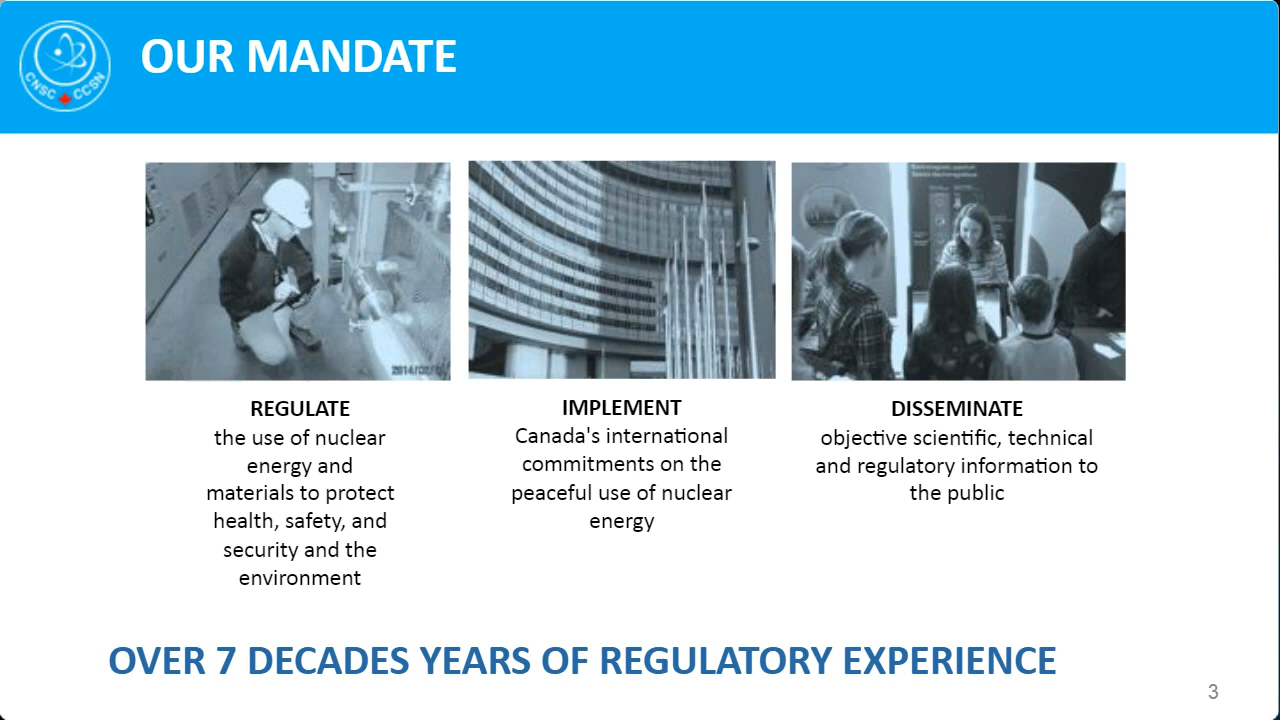 CNSC CCSN
OUR MANDATE
REGULATE
the use of nuclear
energy and
materials to protect
health, safety, and
security and the
environment
IMPLEMENT
Canada's international
commitments on the
peaceful use of nuclear
energy
DISSEMINATE
objective scientific, technical
and regulatory information to
the public
OVER 7 DECADES YEARS OF REGULATORY EXPERIENCE
3